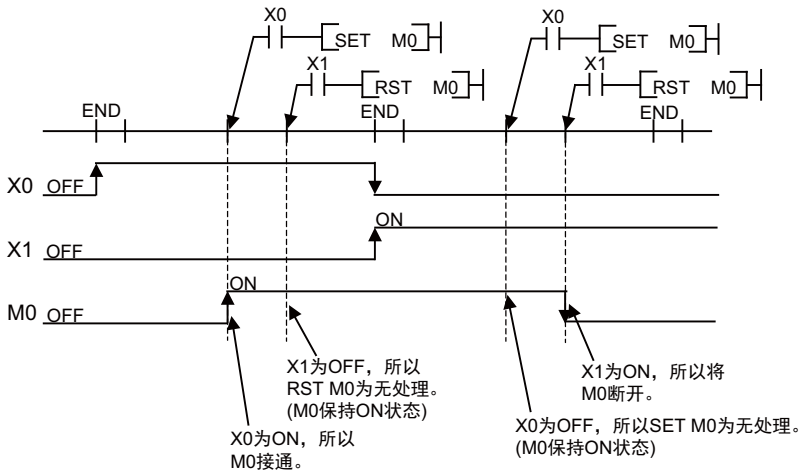 X0
SET M0
X1
RST M0
X0
SET M0
X1
RST M0
END
END
END
X0 OFF
ON
X1 OFF
ON
M0 OFF
X1为OFF，所以
RST M0为无处理。
(M0保持ON状态)
X0为ON，所以
M0接通。
X1为ON，所以将
M0断开。
X0为OFF，所以SET M0为无处理。
(M0保持ON状态)